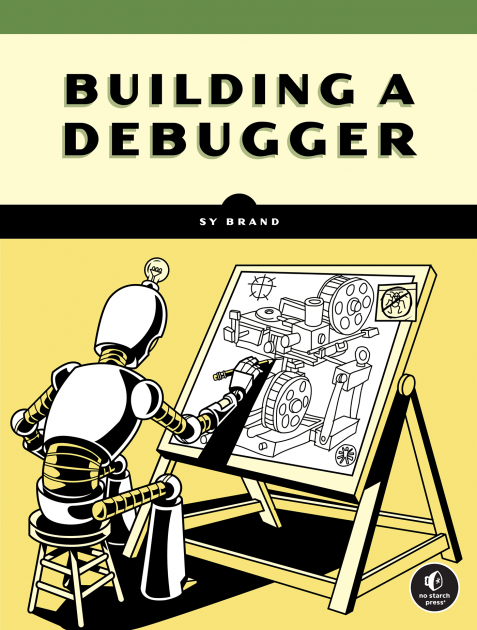 BUILDING A
DEBUGGER
SY BRAND
no starch
press®